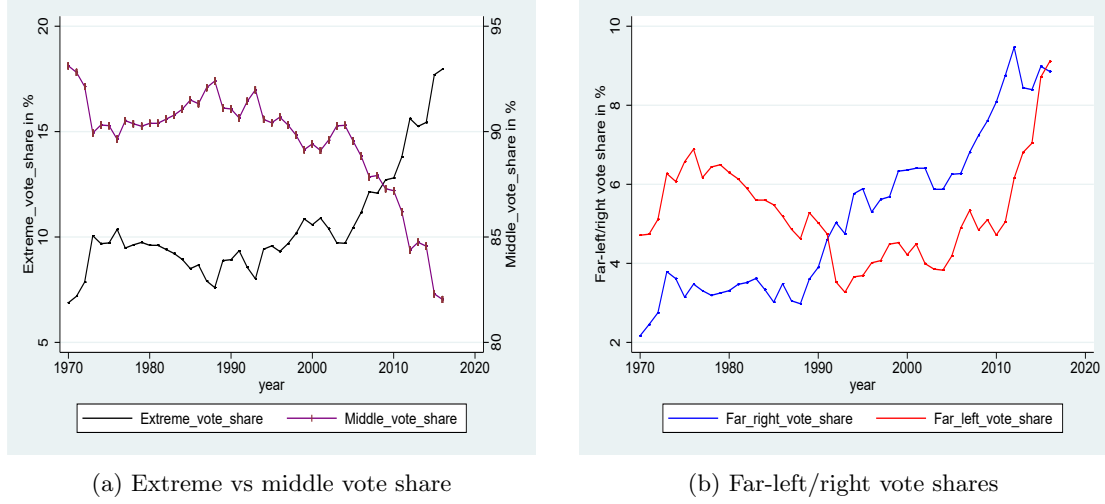 20
15
10
5
Extreme_vote_share in %
95
90
85
80
Middle_vote_share in %
1970 1980 1990 2000 2010 2020
year
Extreme_vote_share Middle_vote_share
(a) Extreme vs middle vote share
10
8
6
4
2
Far-left/right vote share in %
1970 1980 1990 2000 2010 2020
year
Far_right_vote_share Far_left_vote_share
(b) Far-left/right vote shares